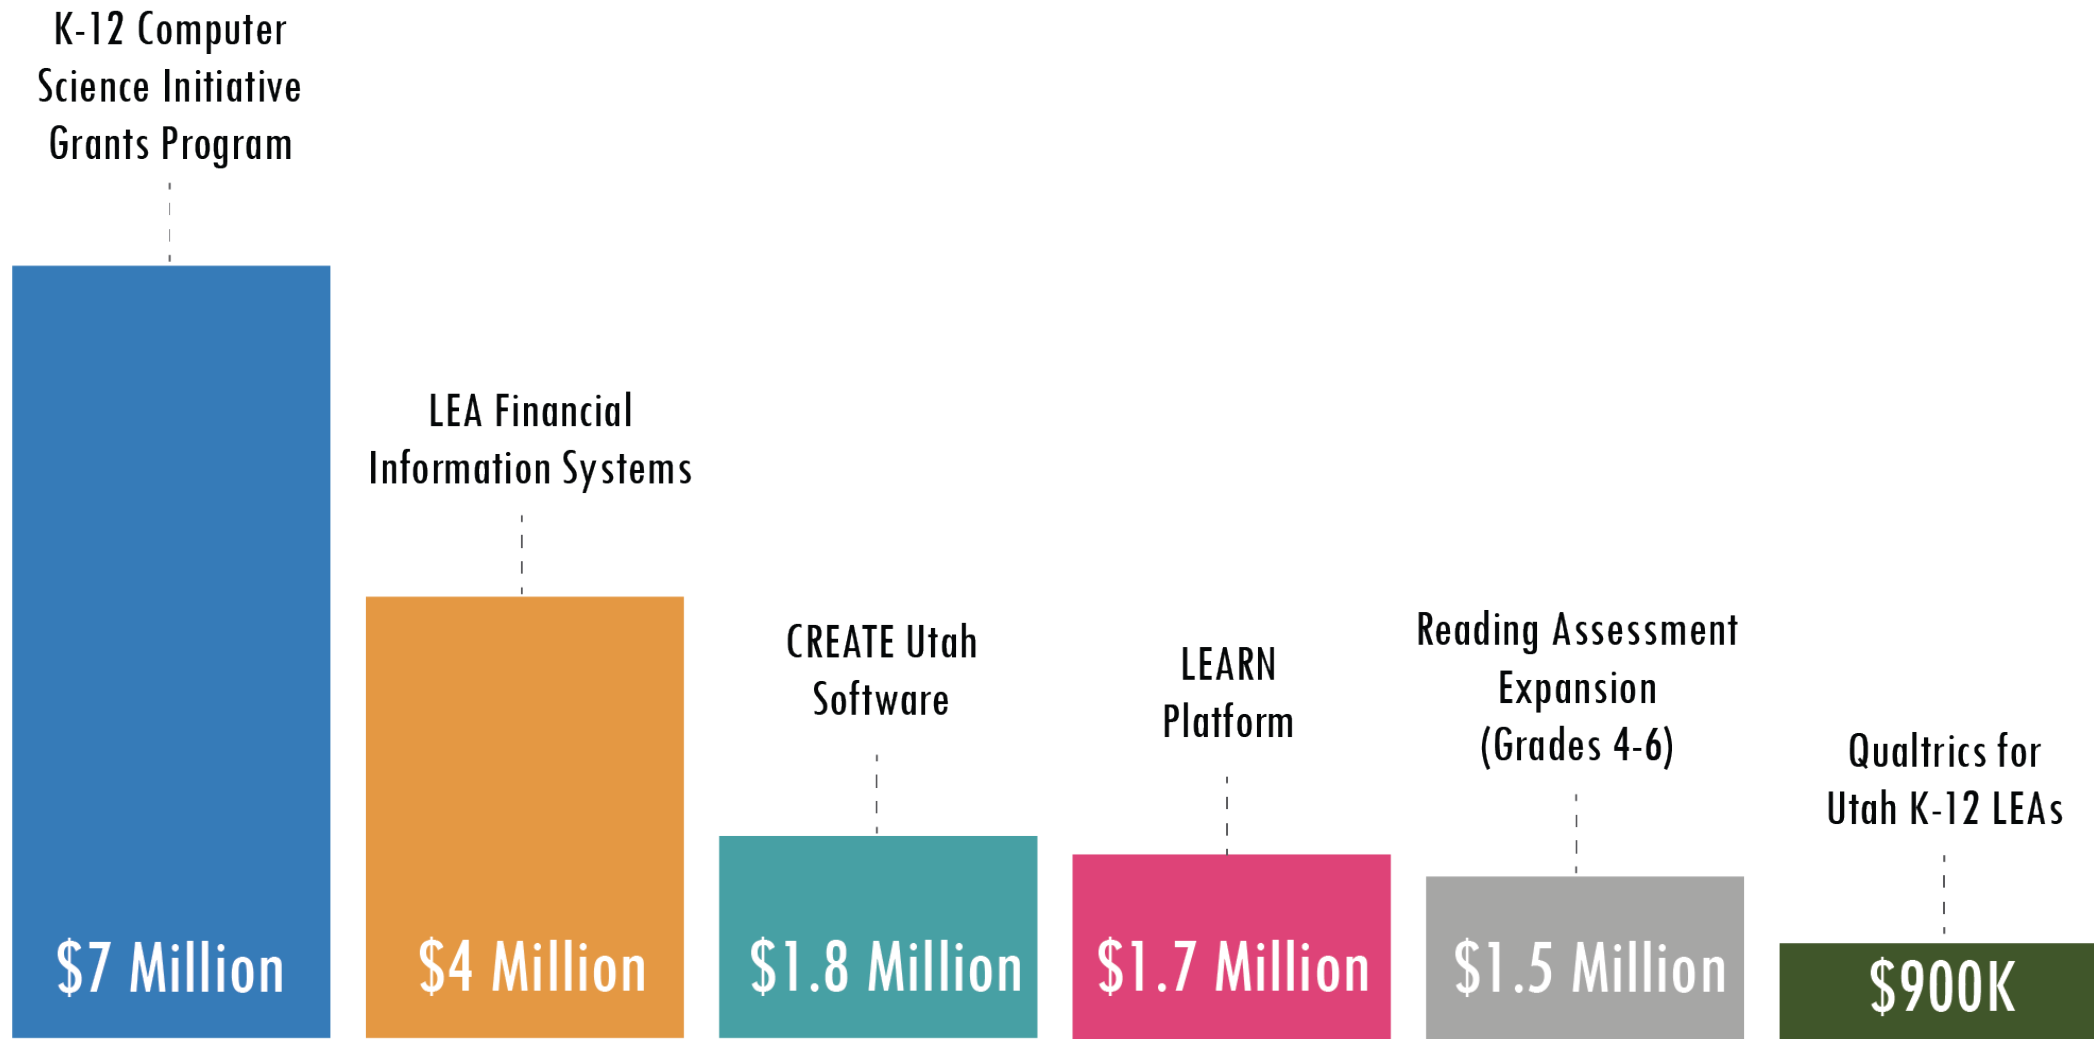 K-12 Computer
Science Initiative
Grants Program
$7 Million
LEA Financial
Information Systems
$4 Million
CREATE Utah
Software
$1.8 Million
LEARN
Platform
$1.7 Million
Reading Assessment
Expansion
(Grades 4-6)
$1.5 Million
Qualtrics for
Utah K-12 LEAs
$900K